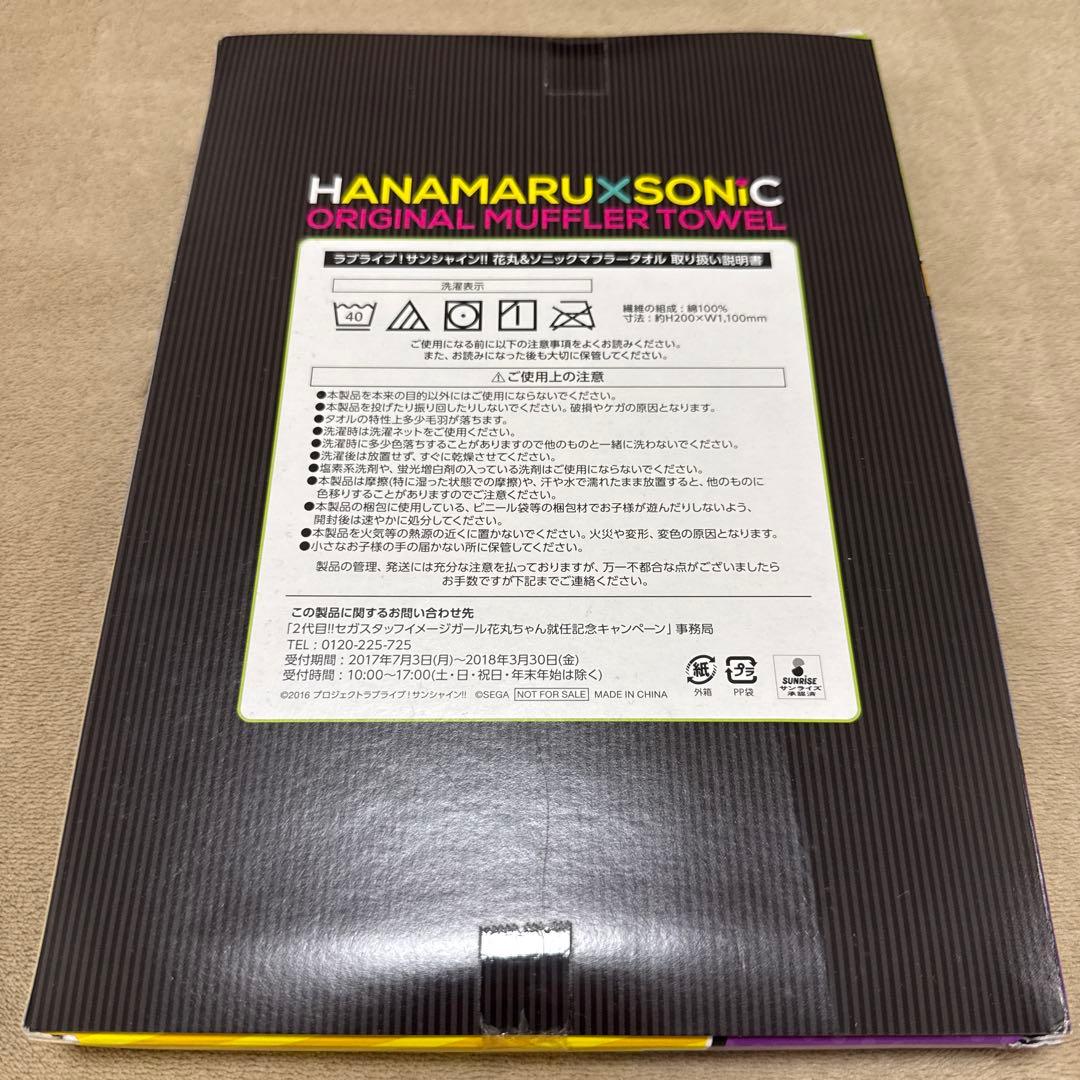 HANAMARU×SONiC
ORIGINAL MUFFLER TOWEL
ラブライブ！サンシャイン!! 花丸&ソニックマフラータオル 取り扱い説明書
洗濯表示
40
繊維の組成：綿100%
寸法：約H200×W1,100mm
ご使用になる前に以下の注意事項をよくお読みください。
また、お読みになった後も大切に保管してください。
⚠ご使用上の注意
●本製品を本来の目的以外にはご使用にならないでください。
●本製品を投げたり振り回したりしないでください。破損やケガの原因となります。
●タオルの特性上多少毛羽が落ちます。
●洗濯時は洗濯ネットをご使用ください。
●洗濯時に多少色落ちすることがありますので他のものと一緒に洗わないでください。
●洗濯後は放置せず、すぐに乾燥させてください。
●塩素系洗剤や、蛍光増白剤の入っている洗剤はご使用にならないでください。
●本製品は摩擦(特に湿った状態での摩擦)や、汗や水で濡れたまま放置すると、他のものに
色移りすることがありますのでご注意ください。
●本製品の梱包に使用している、ビニール袋等の梱包材でお子様が遊んだりしないよう、
開封後は速やかに処分してください。
●本製品を火気等の熱源の近くに置かないでください。火災や変形、変色の原因となります。
●小さなお子様の手の届かない所に保管してください。
製品の管理、発送には充分な注意を払っておりますが、万一不都合な点がございましたら
お手数ですが下記までご連絡ください。
この製品に関するお問い合わせ先
「2代目!!セガスタッフイメージガール花丸ちゃん就任記念キャンペーン」事務局
TEL：0120-225-725
受付期間：2017年7月3日(月)～2018年3月30日(金)
受付時間：10:00～17:00(土・日・祝日・年末年始は除く)
紙
外箱
プラ
PP袋
SUNRISE
サンライズ
承認済
©2016 プロジェクトラブライブ！サンシャイン!! ©SEGA NOT FOR SALE MADE IN CHINA